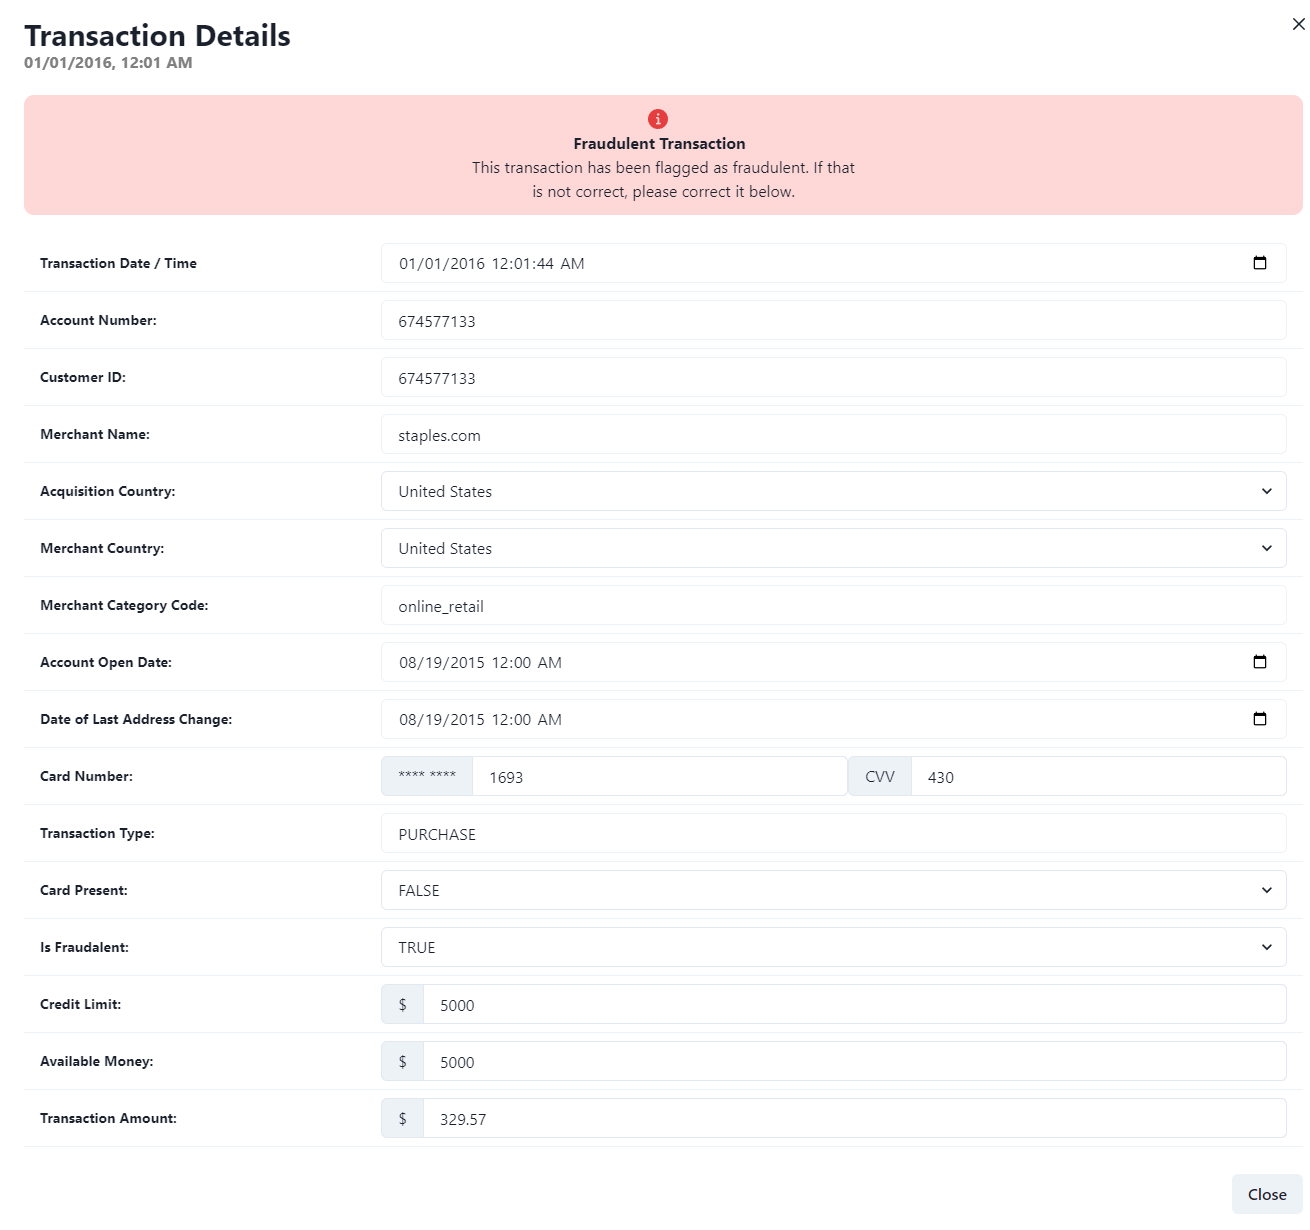 Transaction Details
01/01/2016, 12:01 AM
Fraudulent Transaction
This transaction has been flagged as fraudulent. If that
is not correct, please correct it below.
Transaction Date / Time 01/01/2016 12:01:44 AM
Account Number: 674577133
Customer ID: 674577133
Merchant Name: staples.com
Acquisition Country: United States
Merchant Country: United States
Merchant Category Code: online_retail
Account Open Date: 08/19/2015 12:00 AM
Date of Last Address Change: 08/19/2015 12:00 AM
Card Number: **** **** 1693 CVV 430
Transaction Type: PURCHASE
Card Present: FALSE
Is Fraudalent: TRUE
Credit Limit: $ 5000
Available Money: $ 5000
Transaction Amount: $ 329.57
Close